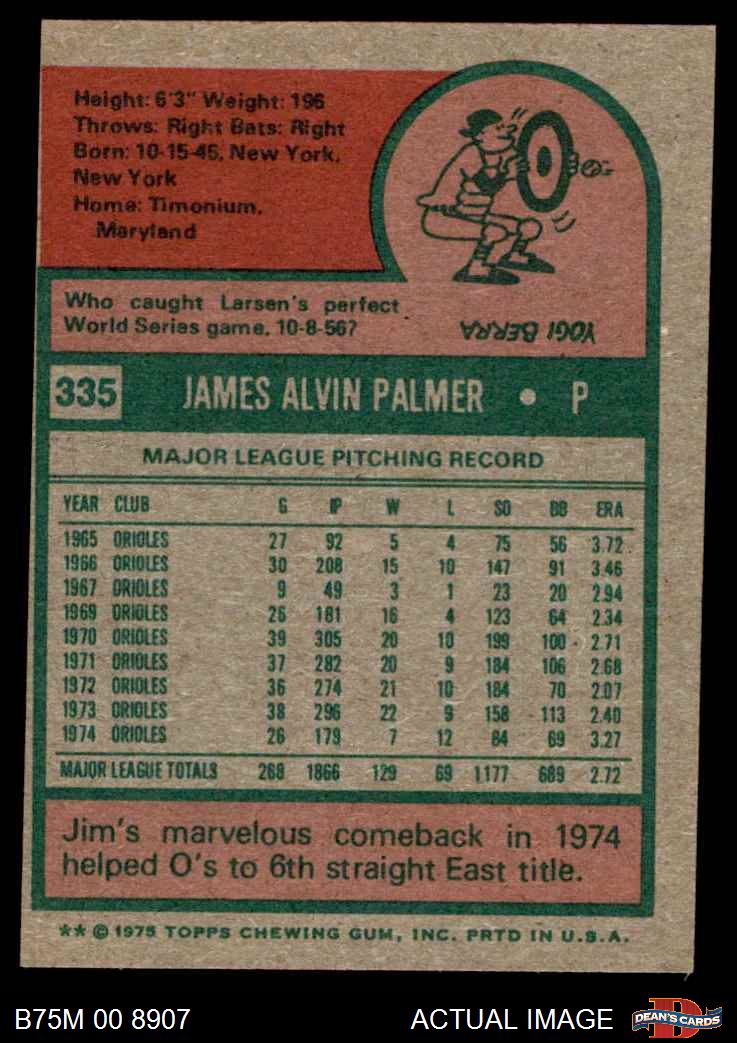 Height: 6'3" Weight: 196
Throws: Right Bats: Right
Born: 10-15-45, New York,
New York
Home: Timonium,
Maryland
Who caught Larsen's perfect
World Series game, 10-8-56?
YOGI BERRA
335 JAMES ALVIN PALMER • P
MAJOR LEAGUE PITCHING RECORD
YEAR CLUB G IP W L SO BB ERA
1965 ORIOLES 27 92 5 4 75 56 3.72
1966 ORIOLES 30 208 15 10 147 91 3.46
1967 ORIOLES 9 49 3 1 23 20 2.94
1969 ORIOLES 26 181 16 4 123 64 2.34
1970 ORIOLES 39 305 20 10 199 100 2.71
1971 ORIOLES 37 282 20 9 184 106 2.68
1972 ORIOLES 36 274 21 10 184 70 2.07
1973 ORIOLES 38 296 22 9 158 113 2.40
1974 ORIOLES 26 179 7 12 84 69 3.27
MAJOR LEAGUE TOTALS 268 1866 129 69 1177 689 2.72
Jim's marvelous comeback in 1974
helped O's to 6th straight East title.
** © 1975 TOPPS CHEWING GUM, INC. PRTD IN U.S.A.
B75M 00 8907 ACTUAL IMAGE DEAN'S CARDS